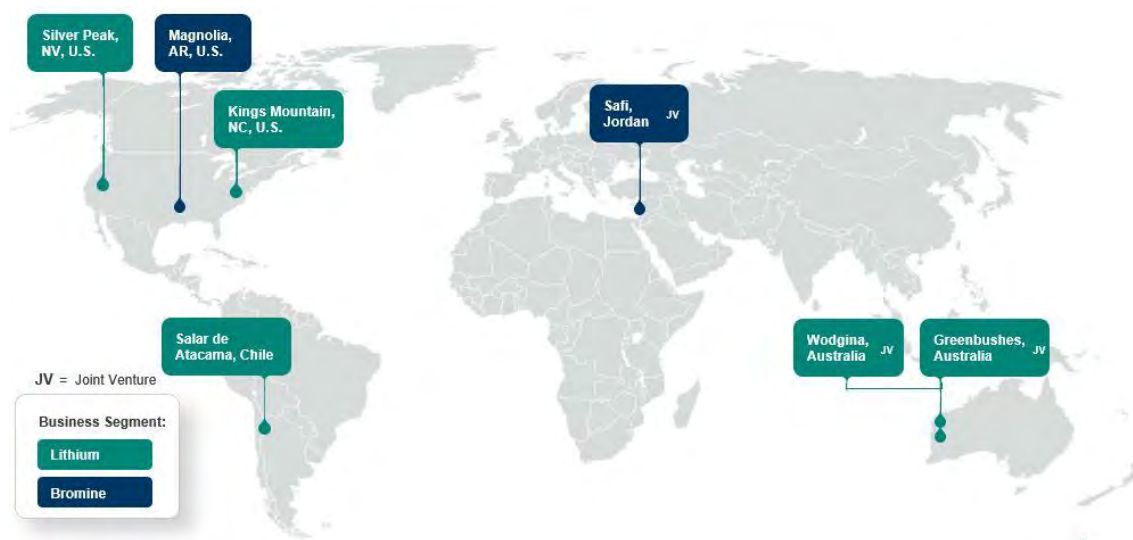 Silver Peak,
NV, U.S.
Magnolia,
AR, U.S.
Kings Mountain,
NC, U.S.
Safi,
Jordan JV
Salar de
Atacama, Chile
Wodgina,
Australia JV
Greenbushes,
Australia JV
JV = Joint Venture
Business Segment:
Lithium
Bromine